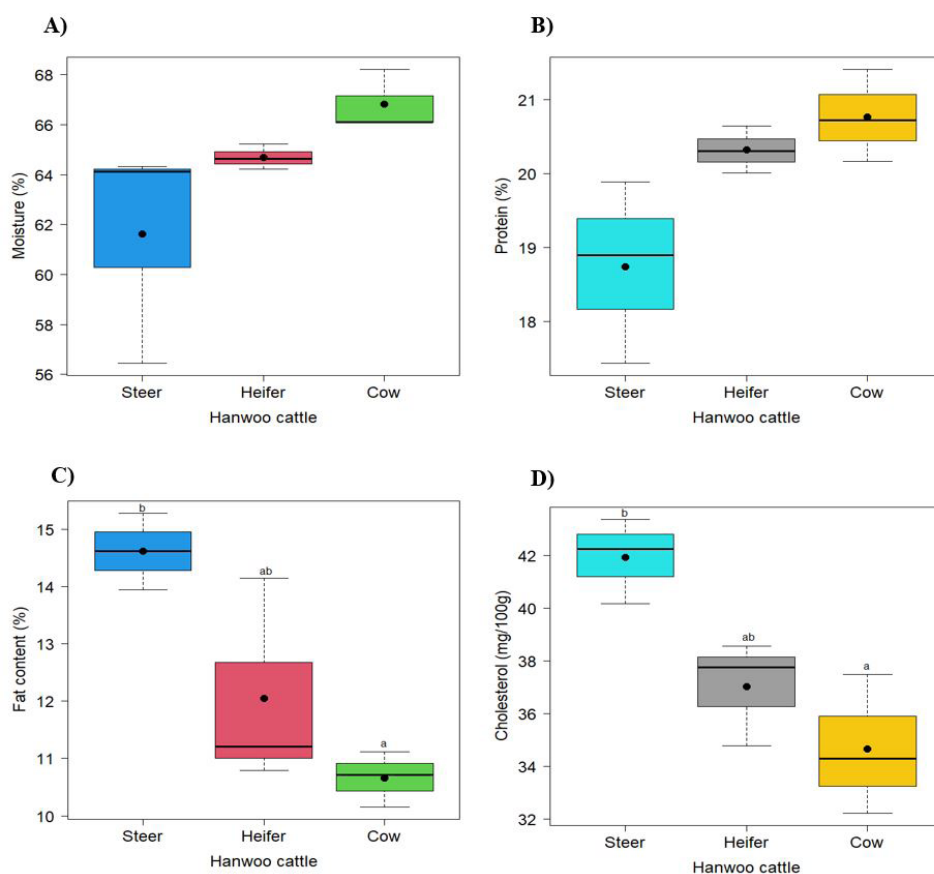 A)
Moisture (%)
68
66
64
62
60
58
56
Steer Heifer Cow
Hanwoo cattle
B)
Protein (%)
21
20
19
18
Steer Heifer Cow
Hanwoo cattle
C)
Fat content (%)
15
14
13
12
11
10
b
ab
a
Steer Heifer Cow
Hanwoo cattle
D)
Cholesterol (mg/100g)
42
40
38
36
34
32
b
ab
a
Steer Heifer Cow
Hanwoo cattle